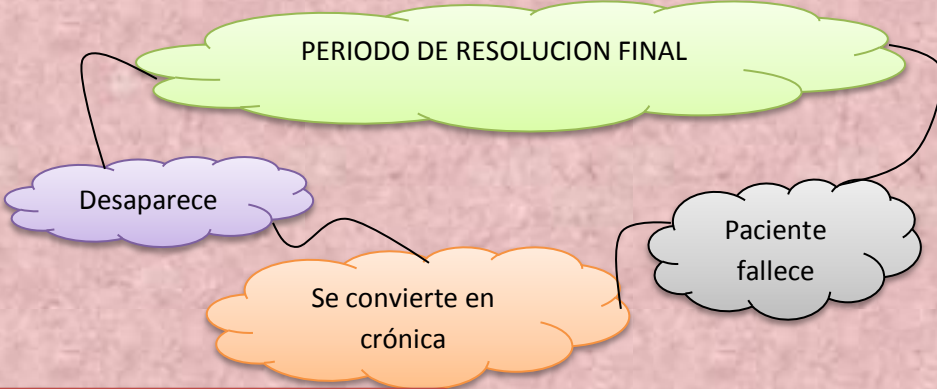 PERIODO DE RESOLUCION FINAL
Desaparece
Paciente
fallece
Se convierte en
crónica